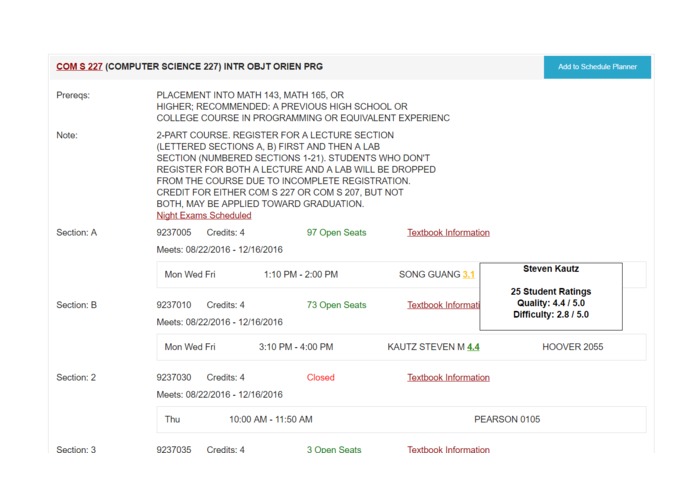 COM S 227 (COMPUTER SCIENCE 227) INTR OBJT ORIEN PRG
Add to Schedule Planner
Prereqs: PLACEMENT INTO MATH 143, MATH 165, OR
HIGHER; RECOMMENDED: A PREVIOUS HIGH SCHOOL OR
COLLEGE COURSE IN PROGRAMMING OR EQUIVALENT EXPERIENC
Note: 2-PART COURSE. REGISTER FOR A LECTURE SECTION
(LETTERED SECTIONS A, B) FIRST AND THEN A LAB
SECTION (NUMBERED SECTIONS 1-21). STUDENTS WHO DON'T
REGISTER FOR BOTH A LECTURE AND A LAB WILL BE DROPPED
FROM THE COURSE DUE TO INCOMPLETE REGISTRATION.
CREDIT FOR EITHER COM S 227 OR COM S 207, BUT NOT
BOTH, MAY BE APPLIED TOWARD GRADUATION.
Night Exams Scheduled
Section: A 9237005 Credits: 4 97 Open Seats Textbook Information
Meets: 08/22/2016 - 12/16/2016
Mon Wed Fri 1:10 PM - 2:00 PM SONG GUANG 3.1
Steven Kautz
25 Student Ratings
Quality: 4.4 / 5.0
Difficulty: 2.8 / 5.0
Section: B 9237010 Credits: 4 73 Open Seats Textbook Informati
Meets: 08/22/2016 - 12/16/2016
Mon Wed Fri 3:10 PM - 4:00 PM KAUTZ STEVEN M 4.4 HOOVER 2055
Section: 2 9237030 Credits: 4 Closed Textbook Information
Meets: 08/22/2016 - 12/16/2016
Thu 10:00 AM - 11:50 AM PEARSON 0105
Section: 3 9237035 Credits: 4 3 Open Seats Textbook Information